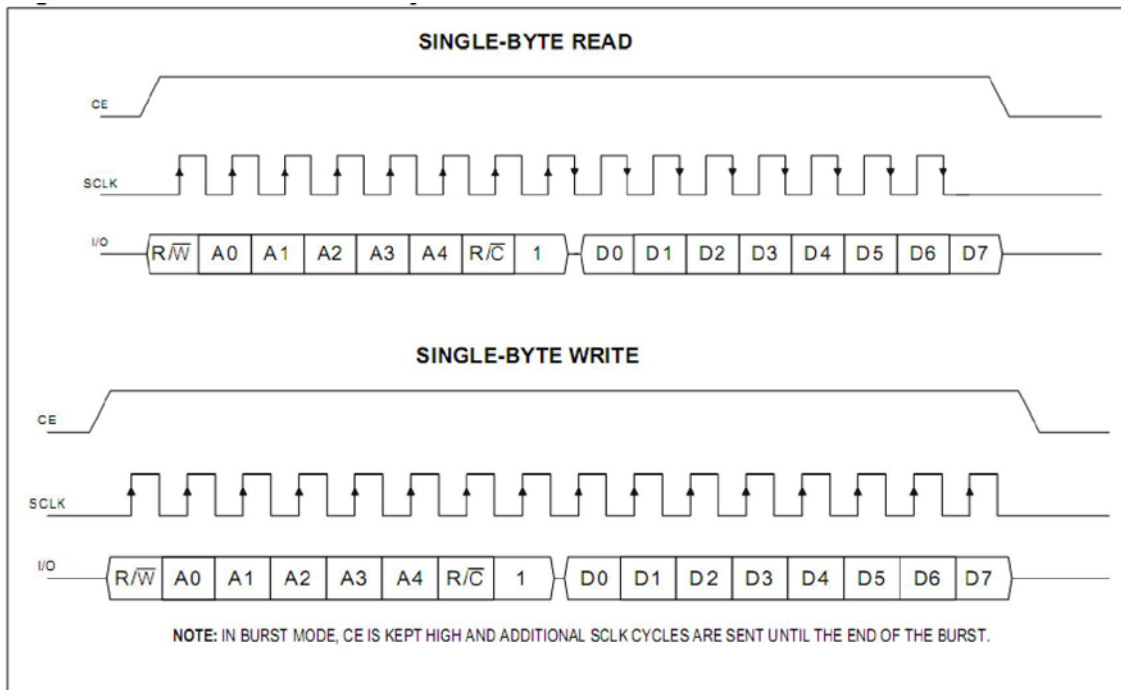 SINGLE-BYTE READ
CE
SCLK
I/O
R/W̅ A0 A1 A2 A3 A4 R/C̅ 1 D0 D1 D2 D3 D4 D5 D6 D7
SINGLE-BYTE WRITE
CE
SCLK
I/O
R/W̅ A0 A1 A2 A3 A4 R/C̅ 1 D0 D1 D2 D3 D4 D5 D6 D7
NOTE: IN BURST MODE, CE IS KEPT HIGH AND ADDITIONAL SCLK CYCLES ARE SENT UNTIL THE END OF THE BURST.